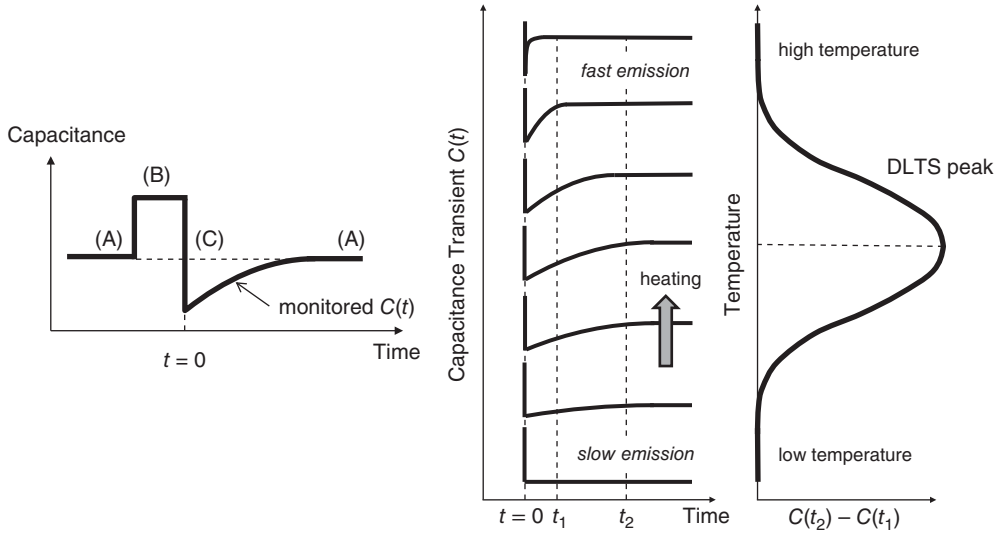 Capacitance
(B)
(A)
(C)
(A)
monitored C(t)
Time
t = 0
Capacitance Transient C(t)
fast emission
heating
slow emission
t = 0
t1
t2
Time
Temperature
high temperature
DLTS peak
low temperature
C(t2) – C(t1)